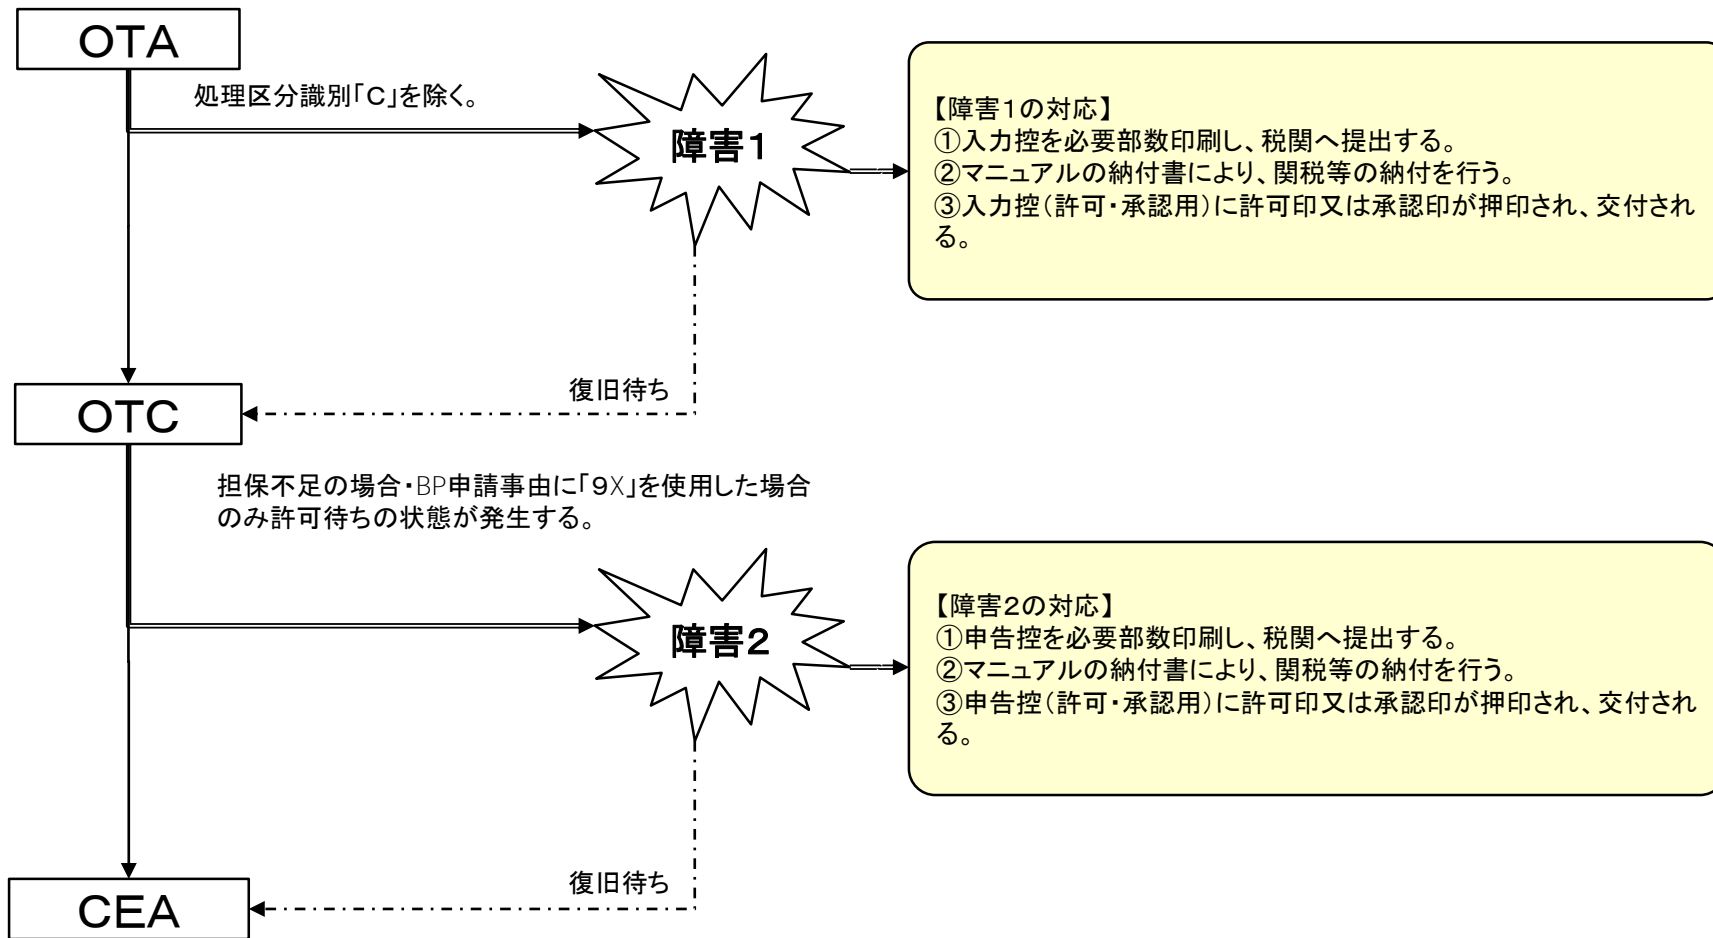 OTA
処理区分識別「C」を除く。
障害1
【障害1の対応】
①入力控を必要部数印刷し、税関へ提出する。
②マニュアルの納付書により、関税等の納付を行う。
③入力控(許可・承認用)に許可印又は承認印が押印され、交付され
る。
復旧待ち
OTC
担保不足の場合・BP申請事由に「9X」を使用した場合
のみ許可待ちの状態が発生する。
障害2
【障害2の対応】
①申告控を必要部数印刷し、税関へ提出する。
②マニュアルの納付書により、関税等の納付を行う。
③申告控(許可・承認用)に許可印又は承認印が押印され、交付され
る。
復旧待ち
CEA